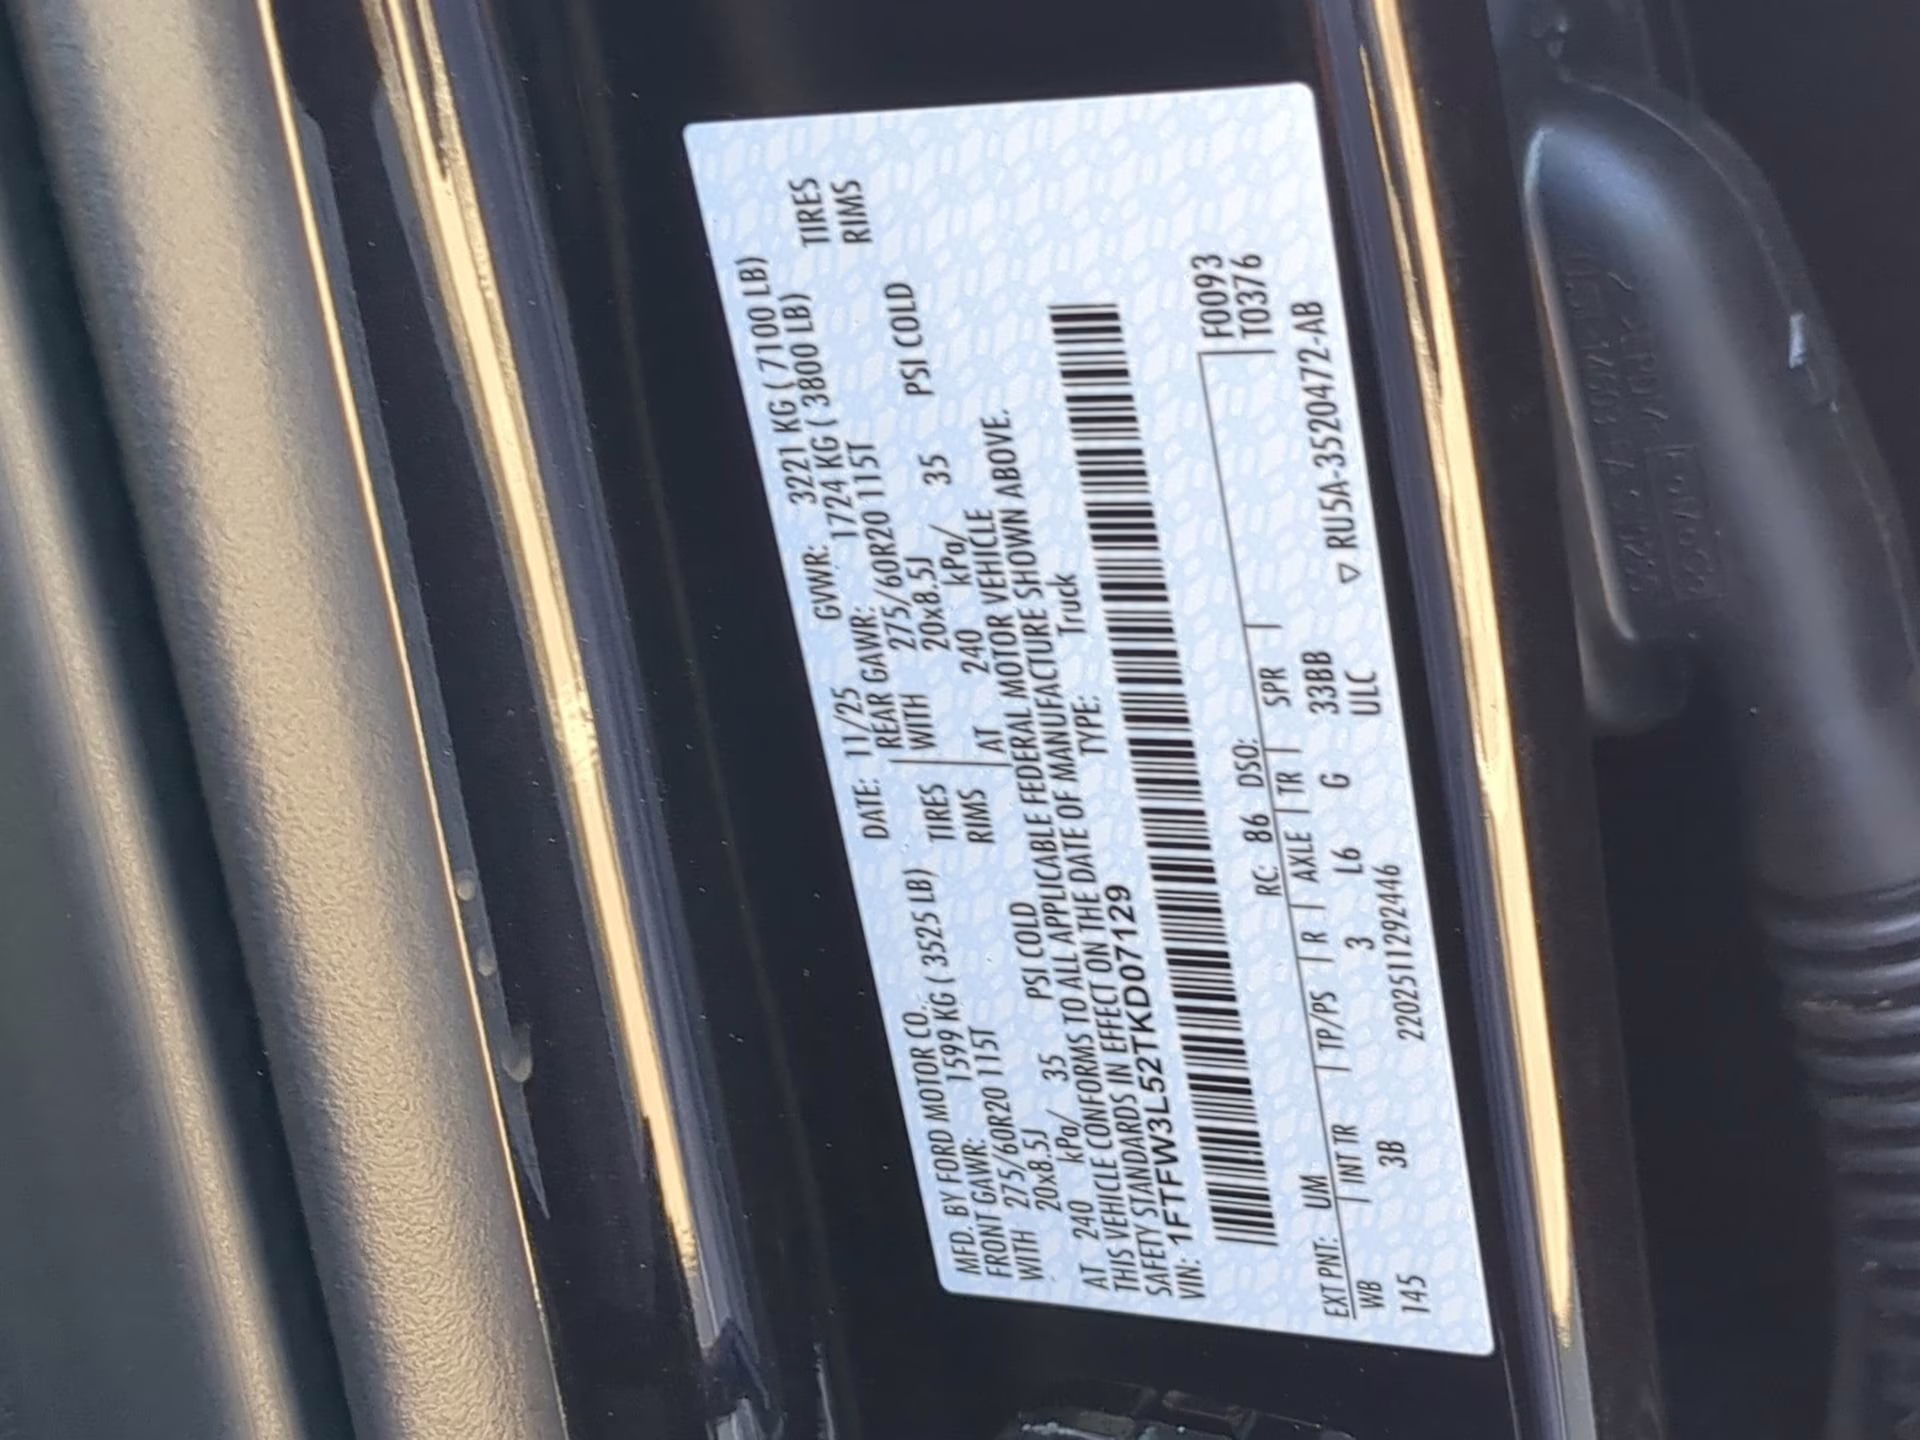 MFD. BY FORD MOTOR CO. DATE: 11/25 GVWR: 3221 KG ( 7100 LB)
FRONT GAWR: 1599 KG ( 3525 LB) REAR GAWR: 1724 KG ( 3800 LB)
WITH 275/60R20 115T TIRES WITH 275/60R20 115T TIRES
20x8.5J RIMS 20x8.5J RIMS
AT 240 kPa/ 35 PSI COLD AT 240 kPa/ 35 PSI COLD
THIS VEHICLE CONFORMS TO ALL APPLICABLE FEDERAL MOTOR VEHICLE
SAFETY STANDARDS IN EFFECT ON THE DATE OF MANUFACTURE SHOWN ABOVE.
VIN: 1FTFW3L52TKD07129 TYPE: Truck
F0093
EXT PNT: UM RC: 86 DSO: T0376
WB INT TR TP/PS R AXLE TR SPR
145 3B 3 L6 G 33BB ▽ RU5A-3520472-AB
2202511292446 ULC